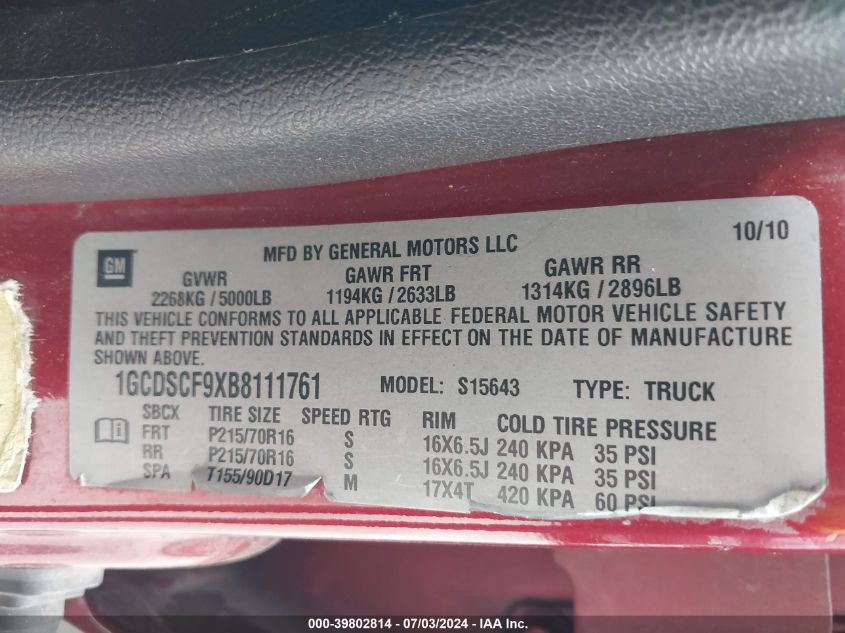 10/10
GM
MFD BY GENERAL MOTORS LLC
GVWR GAWR FRT GAWR RR
2268KG / 5000LB 1194KG / 2633LB 1314KG / 2896LB
THIS VEHICLE CONFORMS TO ALL APPLICABLE FEDERAL MOTOR VEHICLE SAFETY
AND THEFT PREVENTION STANDARDS IN EFFECT ON THE DATE OF MANUFACTURE
SHOWN ABOVE.
1GCDSCF9XB8111761 MODEL: S15643 TYPE: TRUCK
SBCX TIRE SIZE SPEED RTG RIM COLD TIRE PRESSURE
FRT P215/70R16 S 16X6.5J 240 KPA 35 PSI
RR P215/70R16 S 16X6.5J 240 KPA 35 PSI
SPA T155/90D17 M 17X4T 420 KPA 60 PSI
000-39802814 / 07/03/2024 - IAA Inc.